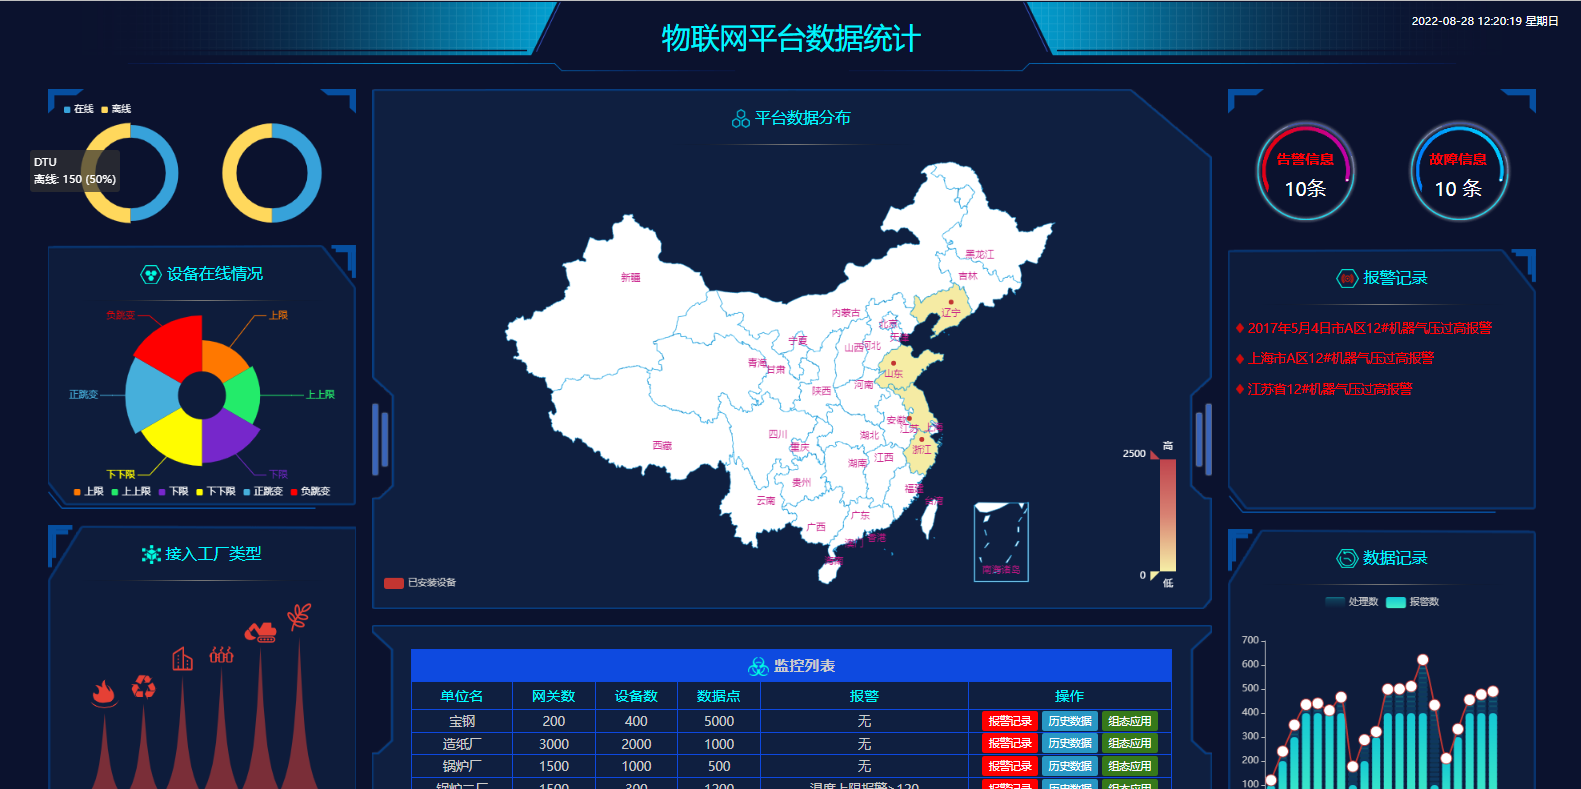 物联网平台数据统计
2022-08-28 12:20:19 星期日
在线 离线
DTU
离线: 150 (50%)
设备在线情况
负跳变 上限
正跳变 上上限
下下限 下限
上限 上上限 下限 下下限 正跳变 负跳变
接入工厂类型
平台数据分布
黑龙江
吉林
新疆
辽宁
内蒙古
北京
天津
宁夏
山西
河北
青海
甘肃
山东
陕西
河南
安徽
江苏
上海
四川
湖北
重庆
西藏
浙江
湖南
江西
贵州
福建
云南
台湾
广东
广西
香港
澳门
海南
南海诸岛
已安装设备
高
2500
0
低
监控列表
单位名 网关数 设备数 数据点 报警 操作
宝钢 200 400 5000 无 报警记录 历史数据 组态应用
造纸厂 3000 2000 1000 无 报警记录 历史数据 组态应用
锅炉厂 1500 1000 500 无 报警记录 历史数据 组态应用
锅炉二厂 1500 300 1200 温度上限报警>120 报警记录 历史数据 组态应用
告警信息
10条
故障信息
10 条
报警记录
2017年5月4日市A区12#机器气压过高报警
上海市A区12#机器气压过高报警
江苏省12#机器气压过高报警
数据记录
处理数 报警数
700
600
500
400
300
200
100